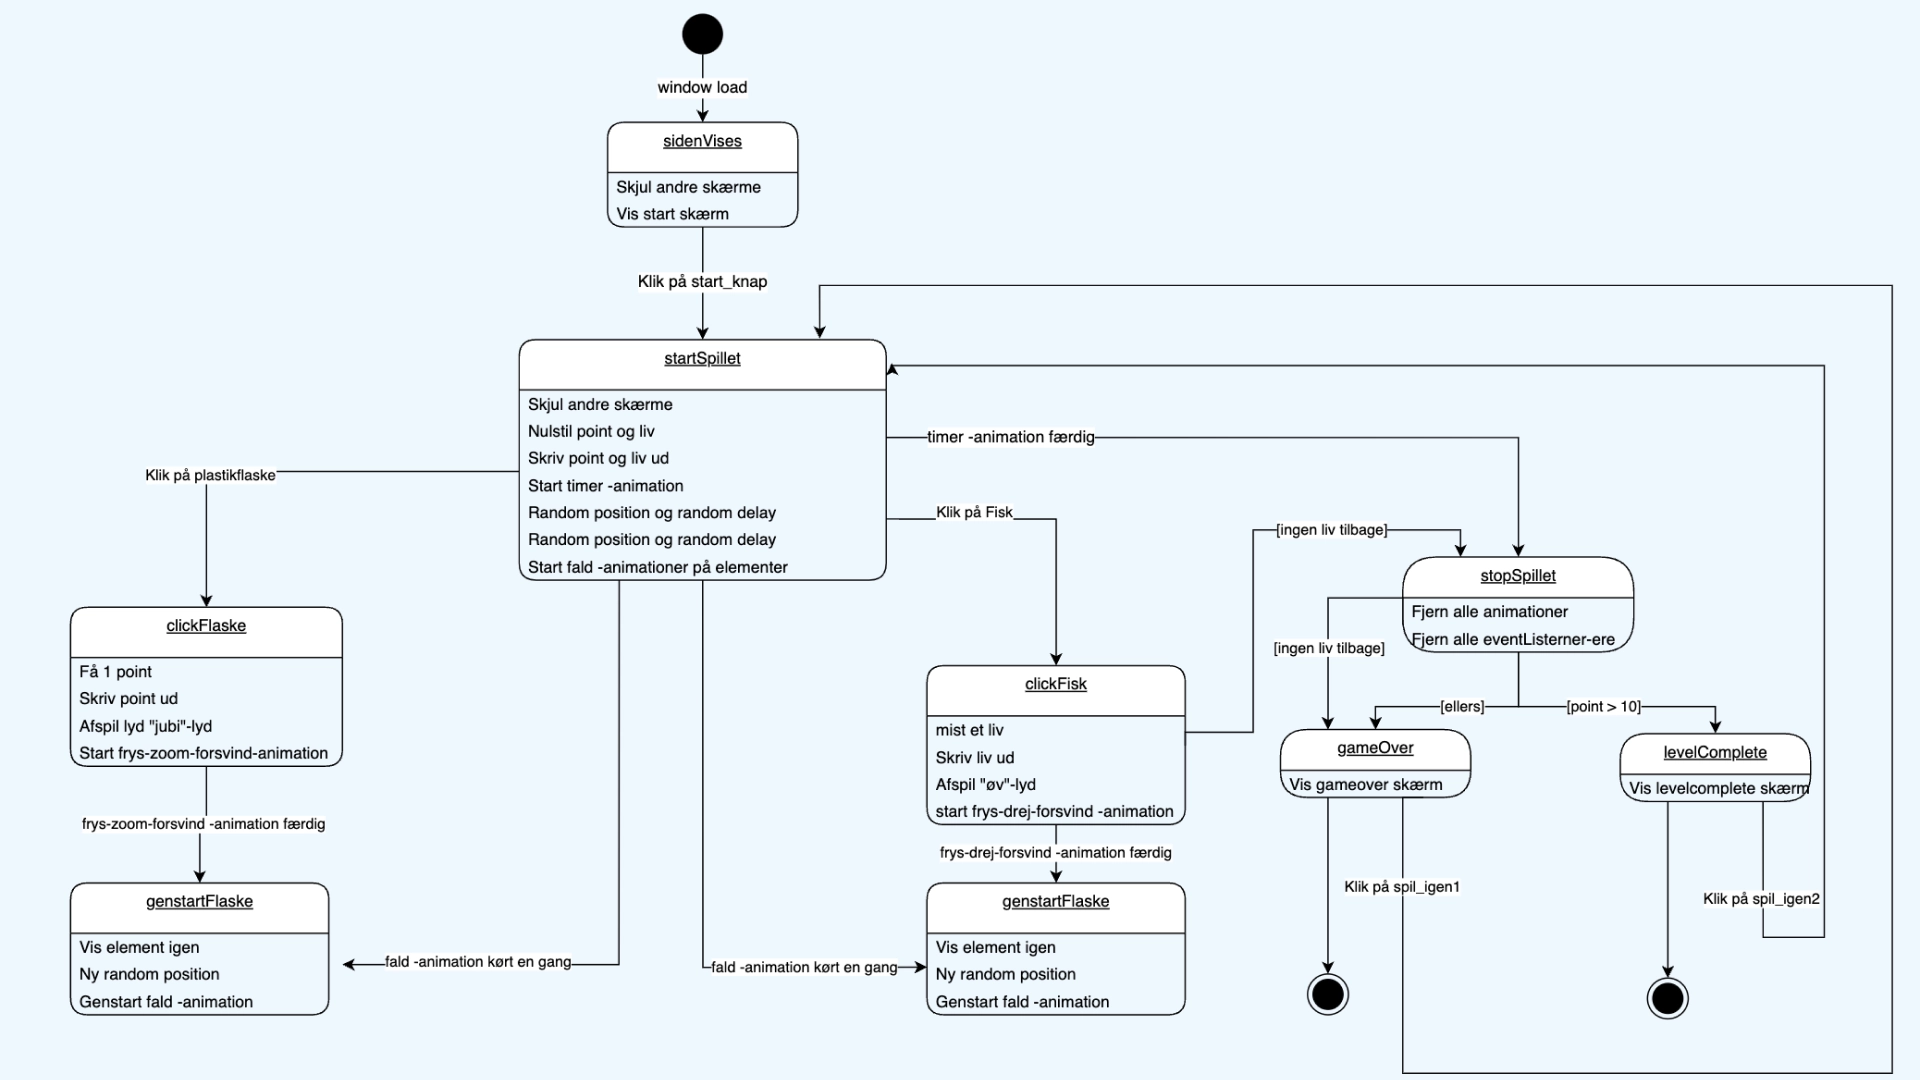 window load
sidenVises
Skjul andre skærme
Vis start skærm
Klik på start_knap
startSpillet
Skjul andre skærme
Nulstil point og liv
Skriv point og liv ud
Start timer -animation
Random position og random delay
Random position og random delay
Start fald -animationer på elementer
timer -animation færdig
Klik på plastikflaske
Klik på Fisk
[ingen liv tilbage]
stopSpillet
Fjern alle animationer
Fjern alle eventListerner-ere
clickFlaske
Få 1 point
Skriv point ud
Afspil lyd "jubi"-lyd
Start frys-zoom-forsvind-animation
[ingen liv tilbage]
clickFisk
mist et liv
Skriv liv ud
Afspil "øv"-lyd
start frys-drej-forsvind -animation
[ellers]
[point > 10]
gameOver
Vis gameover skærm
levelComplete
Vis levelcomplete skærm
frys-zoom-forsvind -animation færdig
frys-drej-forsvind -animation færdig
Klik på spil_igen1
Klik på spil_igen2
genstartFlaske
Vis element igen
Ny random position
Genstart fald -animation
fald -animation kørt en gang
fald -animation kørt en gang
genstartFlaske
Vis element igen
Ny random position
Genstart fald -animation